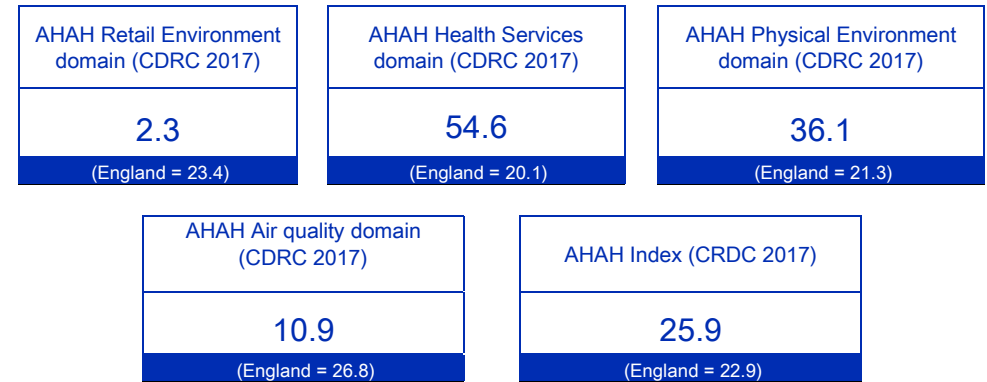 AHAH Retail Environment
domain (CDRC 2017)
2.3
(England = 23.4)
AHAH Health Services
domain (CDRC 2017)
54.6
(England = 20.1)
AHAH Physical Environment
domain (CDRC 2017)
36.1
(England = 21.3)
AHAH Air quality domain
(CDRC 2017)
10.9
(England = 26.8)
AHAH Index (CRDC 2017)
25.9
(England = 22.9)